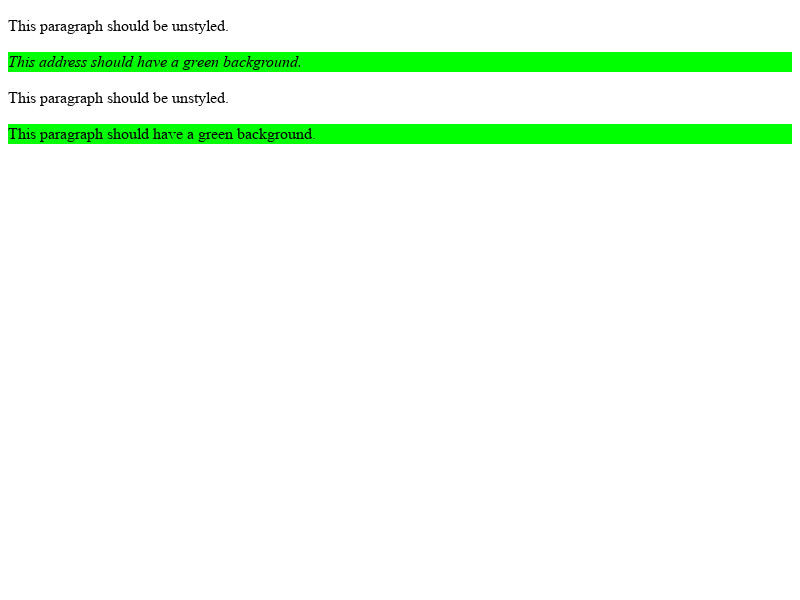 This paragraph should be unstyled.
This address should have a green background.
This paragraph should be unstyled.
This paragraph should have a green background.